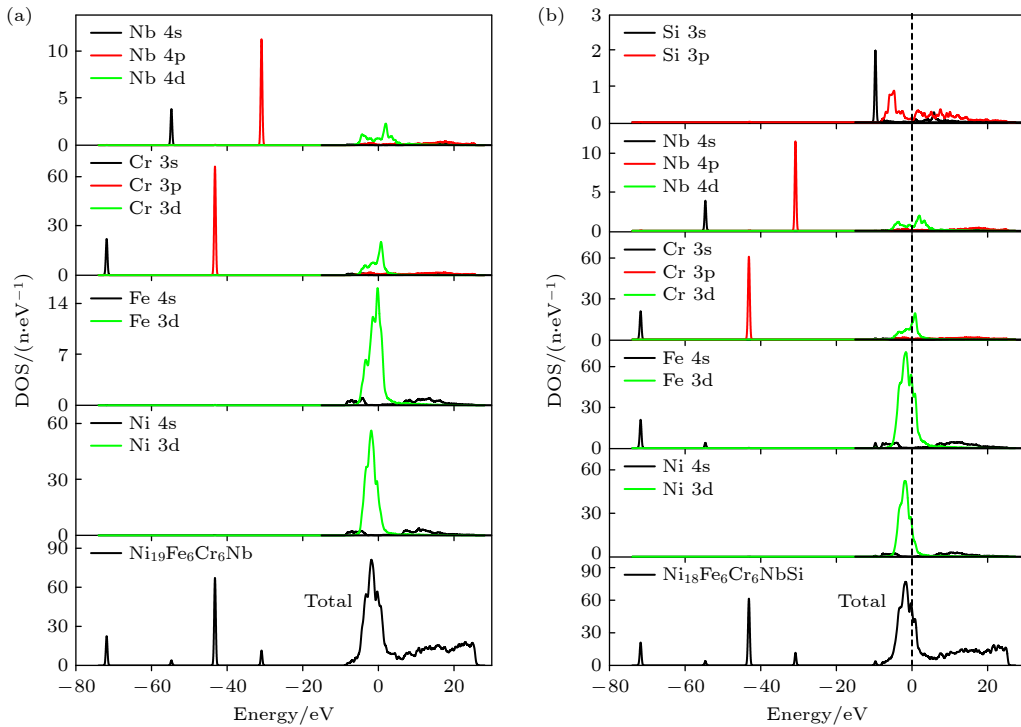 (a)
Nb 4s
Nb 4p
Nb 4d
10
5
0
Cr 3s
Cr 3p
Cr 3d
60
30
0
Fe 4s
Fe 3d
14
7
0
Ni 4s
Ni 3d
60
30
0
Ni₁₉Fe₆Cr₆Nb
Total
90
60
30
0
−80 −60 −40 −20 0 20
Energy/eV
DOS/(n·eV⁻¹)
(b)
Si 3s
Si 3p
3
2
1
0
Nb 4s
Nb 4p
Nb 4d
10
5
0
Cr 3s
Cr 3p
Cr 3d
60
30
0
Fe 4s
Fe 3d
60
30
0
Ni 4s
Ni 3d
60
30
0
Ni₁₈Fe₆Cr₆NbSi
Total
90
60
30
0
−80 −60 −40 −20 0 20
Energy/eV
DOS/(n·eV⁻¹)